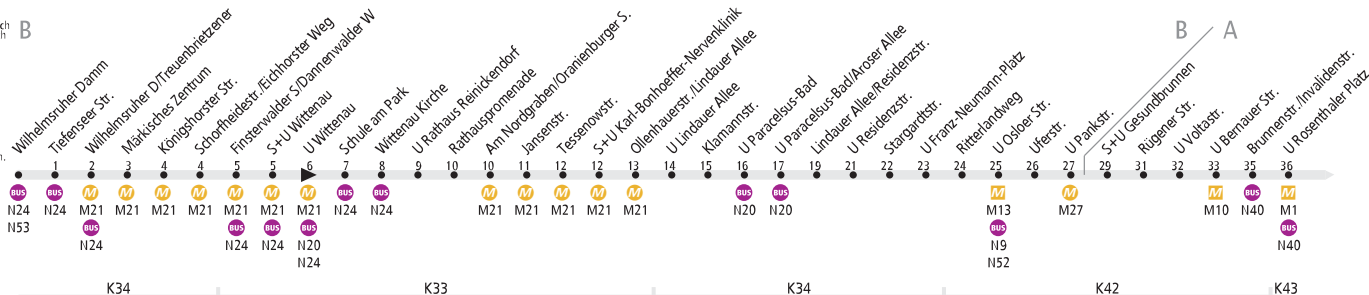 ch
h
B
B
A
Wilhelmsruher Damm
Tiefenseer Str.
Wilhelmsruher D/Treuenbrietzener
Märkisches Zentrum
Königshorster Str.
Schorfheidestr./Eichhorster Weg
Finsterwalder S/Dannenwalder W
S+U Wittenau
U Wittenau
Schule am Park
Wittenau Kirche
U Rathaus Reinickendorf
Rathauspromenade
Am Nordgraben/Oranienburger S.
Jansenstr.
Tessenowstr.
S+U Karl-Bonhoeffer-Nervenklinik
Ollenhauerstr./Lindauer Allee
U Lindauer Allee
Klamannstr.
U Paracelsus-Bad
U Paracelsus-Bad/Aroser Allee
Lindauer Allee/Residenzstr.
U Residenzstr.
Stargardtstr.
U Franz-Neumann-Platz
Ritterlandweg
U Osloer Str.
Uferstr.
U Pankstr.
S+U Gesundbrunnen
Rügener Str.
U Voltastr.
U Bernauer Str.
Brunnenstr./Invalidenstr.
U Rosenthaler Platz
n.
1 2 3 4 4 5 5 6 7 8 9 10 10 11 12 12 13 14 15 16 17 19 21 22 23 24 25 26 27 29 31 32 33 35 36
BUS BUS M M M M M M M BUS BUS M M M M M BUS BUS M M M BUS M
N24 N24 M21 M21 M21 M21 M21 M21 M21 N24 N24 M21 M21 M21 M21 M21 N20 N20 M13 M27 M10 N40 M1
N53 BUS BUS BUS BUS BUS BUS
N24 N24 N24 N20 N9 N40
N24 N52
K34 K33 K34 K42 K43